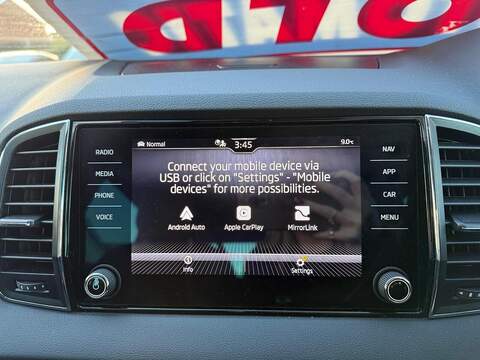 RADIO
MEDIA
PHONE
VOICE
Normal
3:45
9.0°C
Connect your mobile device via
USB or click on "Settings" - "Mobile
devices" for more possibilities.
Android Auto
Apple CarPlay
MirrorLink
Info
Settings
NAV
APP
CAR
MENU